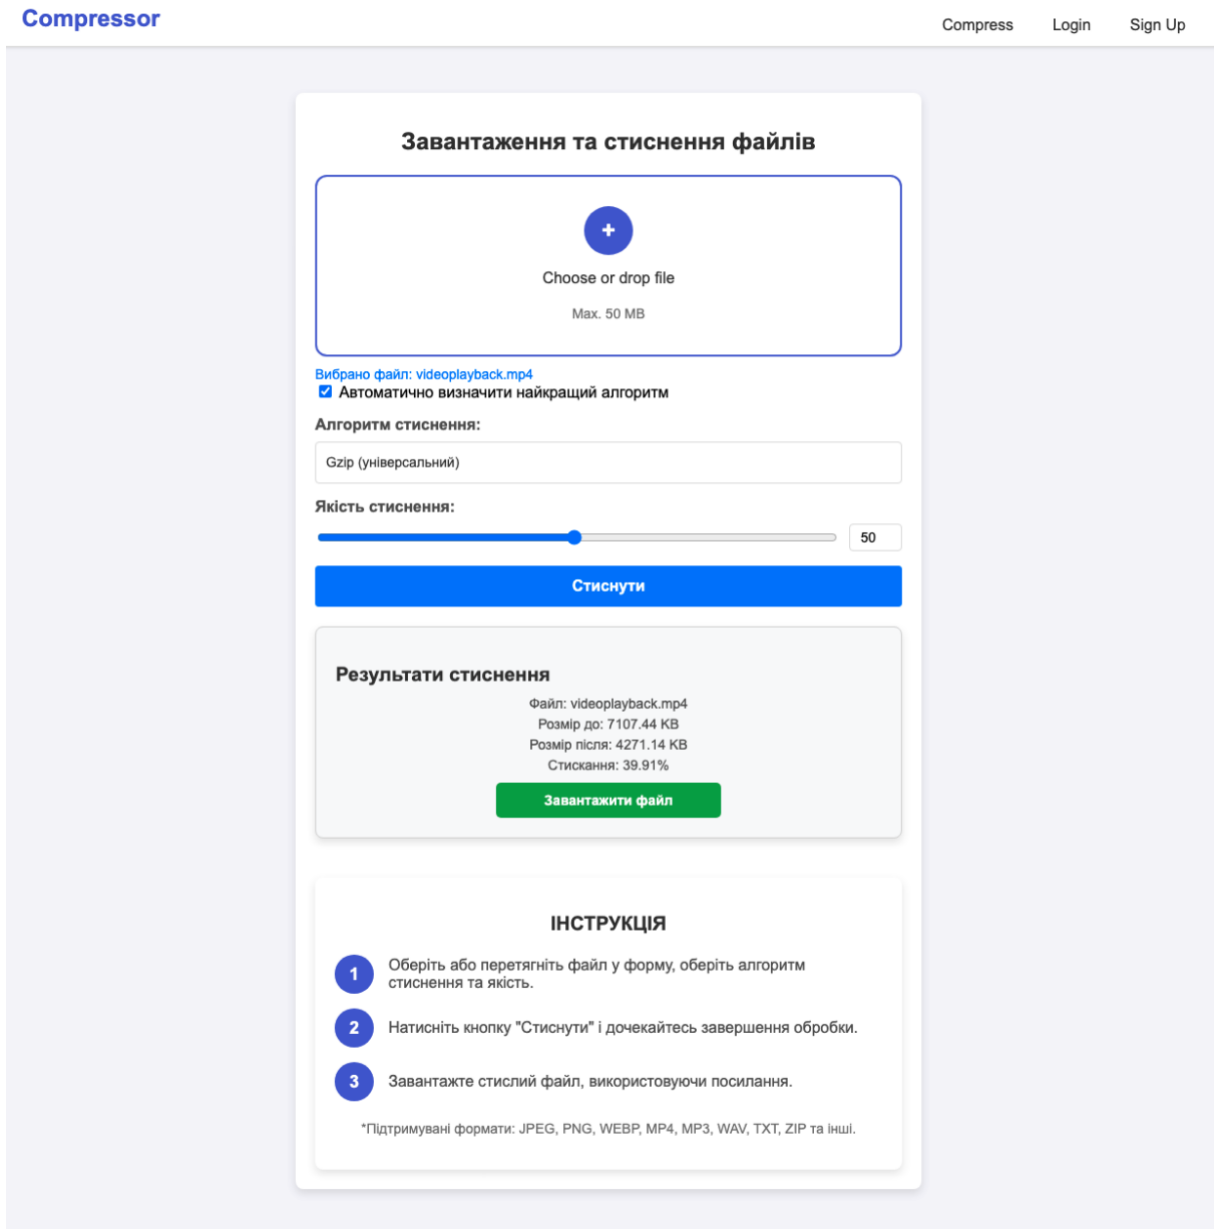 Compressor
Compress Login Sign Up
Завантаження та стиснення файлів
+
Choose or drop file
Max. 50 MB
Вибрано файл: videoplayback.mp4
Автоматично визначити найкращий алгоритм
Алгоритм стиснення:
Gzip (універсальний)
Якість стиснення:
50
Стиснути
Результати стиснення
Файл: videoplayback.mp4
Розмір до: 7107.44 KB
Розмір після: 4271.14 KB
Стискання: 39.91%
Завантажити файл
ІНСТРУКЦІЯ
1 Оберіть або перетягніть файл у форму, оберіть алгоритм
стиснення та якість.
2 Натисніть кнопку "Стиснути" і дочекайтесь завершення обробки.
3 Завантажте стислий файл, використовуючи посилання.
*Підтримувані формати: JPEG, PNG, WEBP, MP4, MP3, WAV, TXT, ZIP та інші.